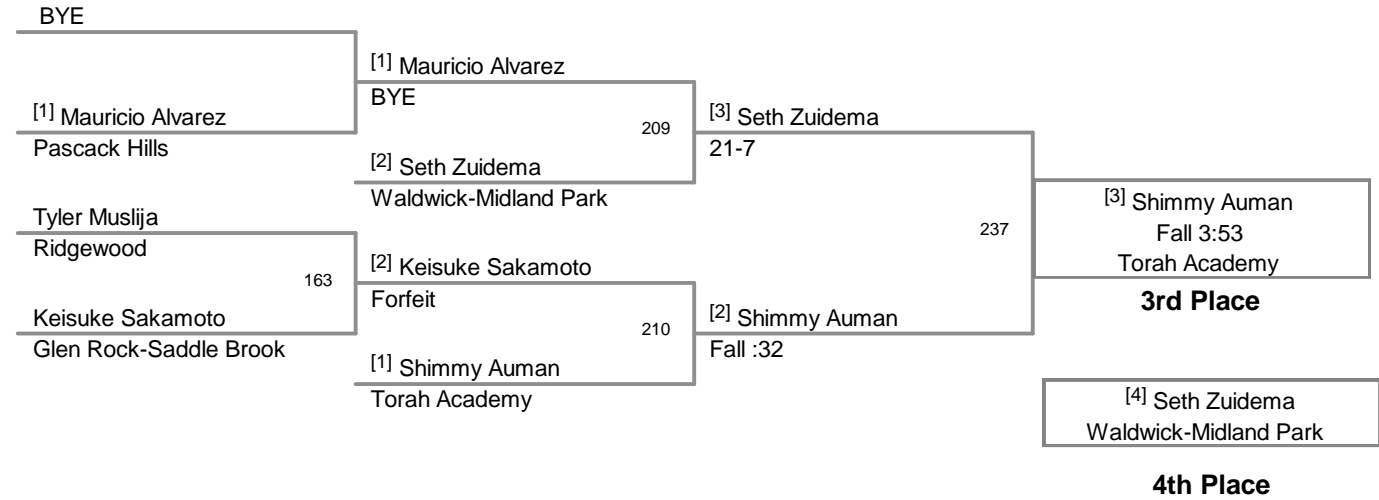 BYE
[1] Mauricio Alvarez
Pascack Hills
Tyler Muslija
Ridgewood
163
Keisuke Sakamoto
Glen Rock-Saddle Brook
[1] Mauricio Alvarez
BYE
209
[2] Seth Zuidema
Waldwick-Midland Park
[2] Keisuke Sakamoto
Forfeit
210
[1] Shimmy Auman
Torah Academy
[3] Seth Zuidema
21-7
237
[2] Shimmy Auman
Fall :32
[3] Shimmy Auman
Fall 3:53
Torah Academy
3rd Place
[4] Seth Zuidema
Waldwick-Midland Park
4th Place